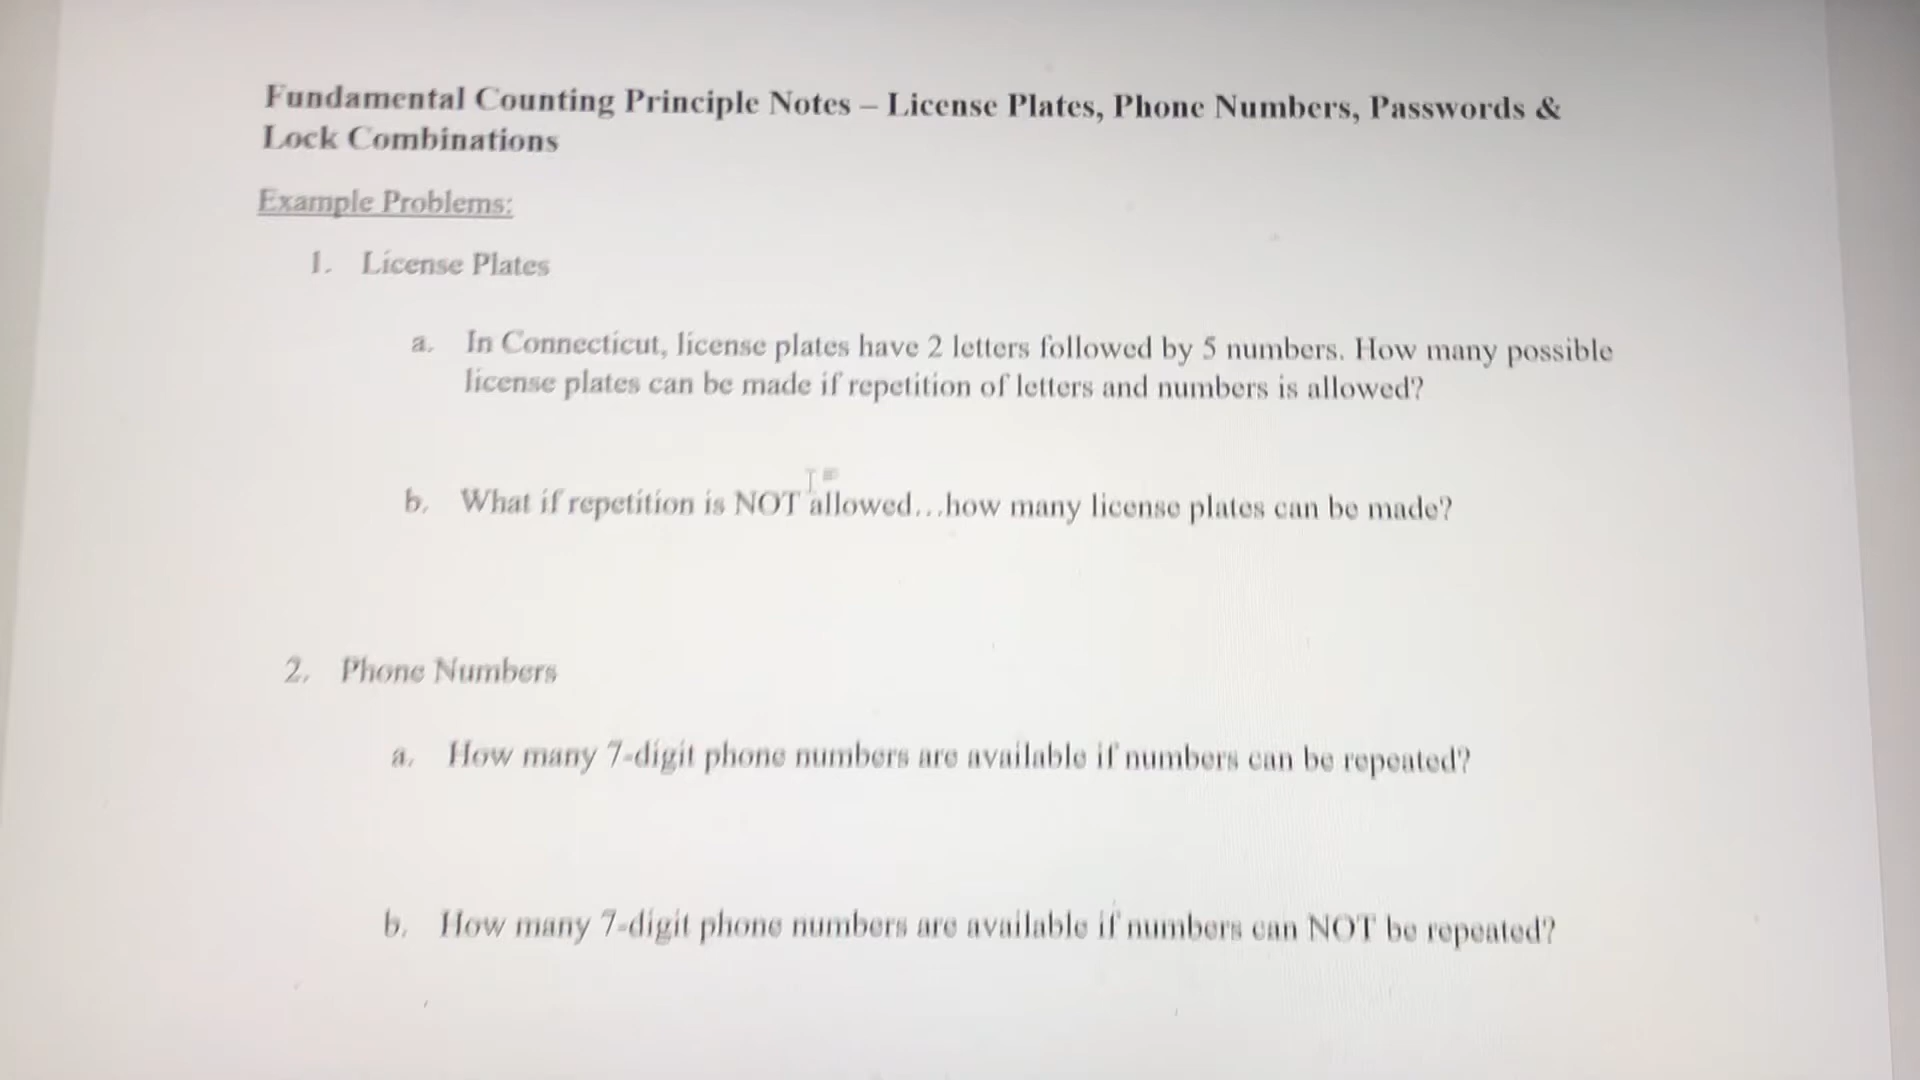 Fundamental Counting Principle Notes – License Plates, Phone Numbers, Passwords &
Lock Combinations
Example Problems:
1. License Plates
a. In Connecticut, license plates have 2 letters followed by 5 numbers. How many possible
license plates can be made if repetition of letters and numbers is allowed?
b. What if repetition is NOT allowed...how many license plates can be made?
2. Phone Numbers
a. How many 7-digit phone numbers are available if numbers can be repeated?
b. How many 7-digit phone numbers are available if numbers can NOT be repeated?